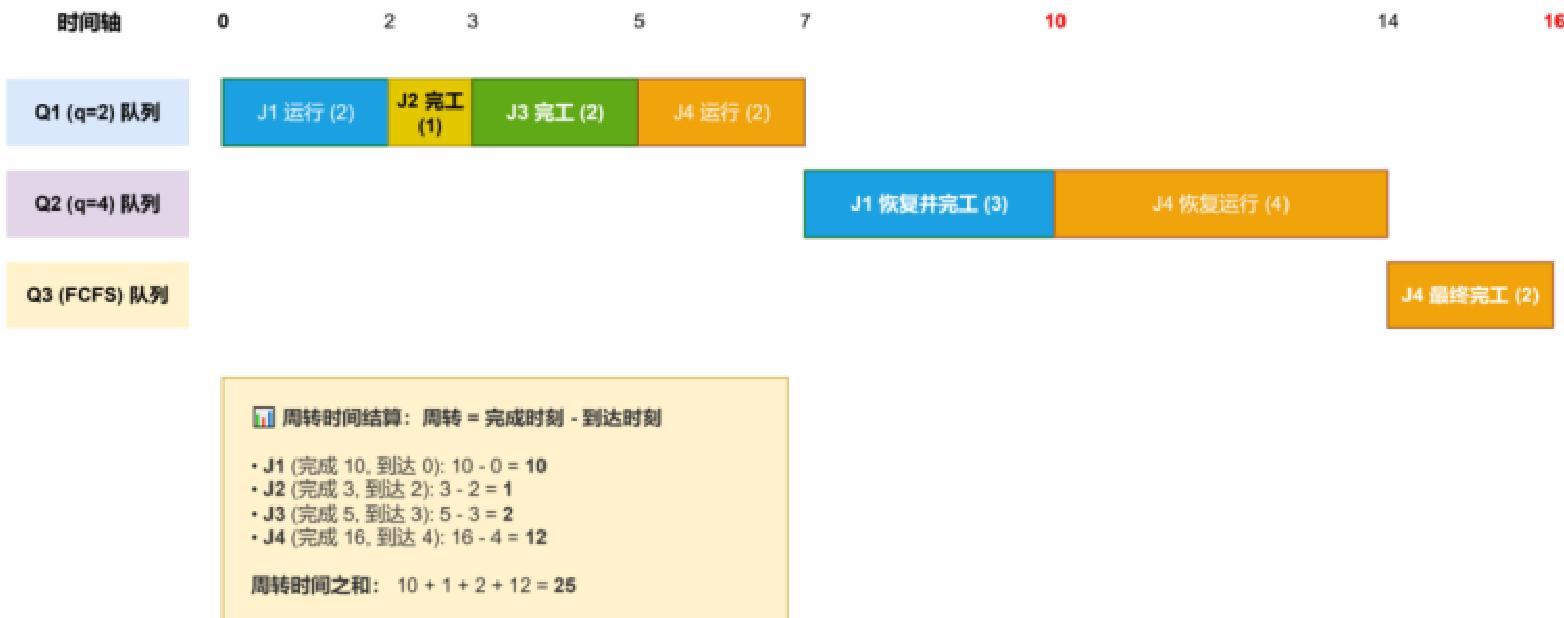 时间轴 0 2 3 5 7 10 14 16
Q1 (q=2) 队列
J1 运行 (2)
J2 完工
(1)
J3 完工 (2)
J4 运行 (2)
Q2 (q=4) 队列
J1 恢复并完工 (3)
J4 恢复运行 (4)
Q3 (FCFS) 队列
J4 最终完工 (2)
📊 周转时间结算：周转 = 完成时刻 - 到达时刻
• J1 (完成 10, 到达 0): 10 - 0 = 10
• J2 (完成 3, 到达 2): 3 - 2 = 1
• J3 (完成 5, 到达 3): 5 - 3 = 2
• J4 (完成 16, 到达 4): 16 - 4 = 12
周转时间之和： 10 + 1 + 2 + 12 = 25